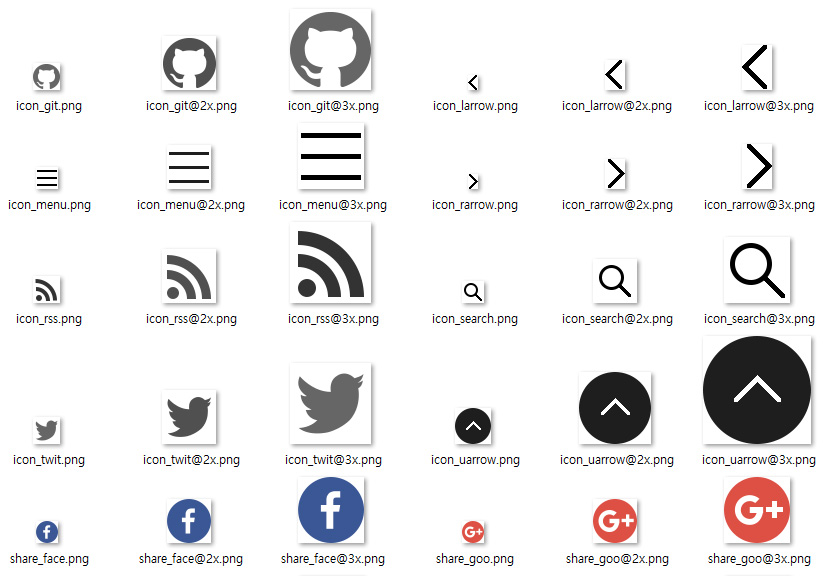 icon_git.png icon_git@2x.png icon_git@3x.png icon_larrow.png icon_larrow@2x.png icon_larrow@3x.png
icon_menu.png icon_menu@2x.png icon_menu@3x.png icon_rarrow.png icon_rarrow@2x.png icon_rarrow@3x.png
icon_rss.png icon_rss@2x.png icon_rss@3x.png icon_search.png icon_search@2x.png icon_search@3x.png
icon_twit.png icon_twit@2x.png icon_twit@3x.png icon_uarrow.png icon_uarrow@2x.png icon_uarrow@3x.png
f f f G+ G+ G+
share_face.png share_face@2x.png share_face@3x.png share_goo.png share_goo@2x.png share_goo@3x.png